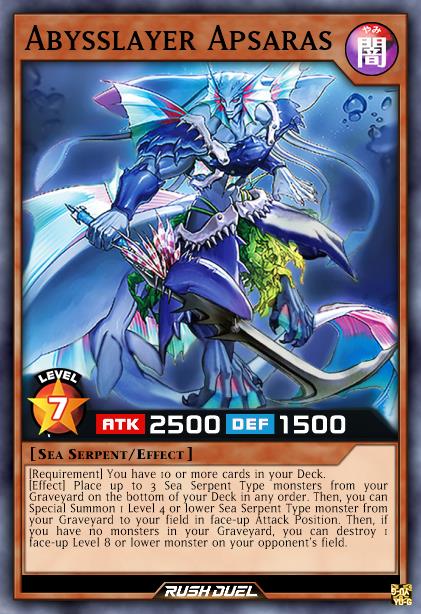 Abysslayer Apsaras
やみ
闇
LEVEL
7
ATK 2500 DEF 1500
[Sea Serpent/Effect]
[Requirement] You have 10 or more cards in your Deck.
[Effect] Place up to 3 Sea Serpent Type monsters from your
Graveyard on the bottom of your Deck in any order. Then, you can
Special Summon 1 Level 4 or lower Sea Serpent Type monster from
your Graveyard to your field in face-up Attack Position. Then, if
you have no monsters in your Graveyard, you can destroy 1
face-up Level 8 or lower monster on your opponent's field.
RUSH DUEL